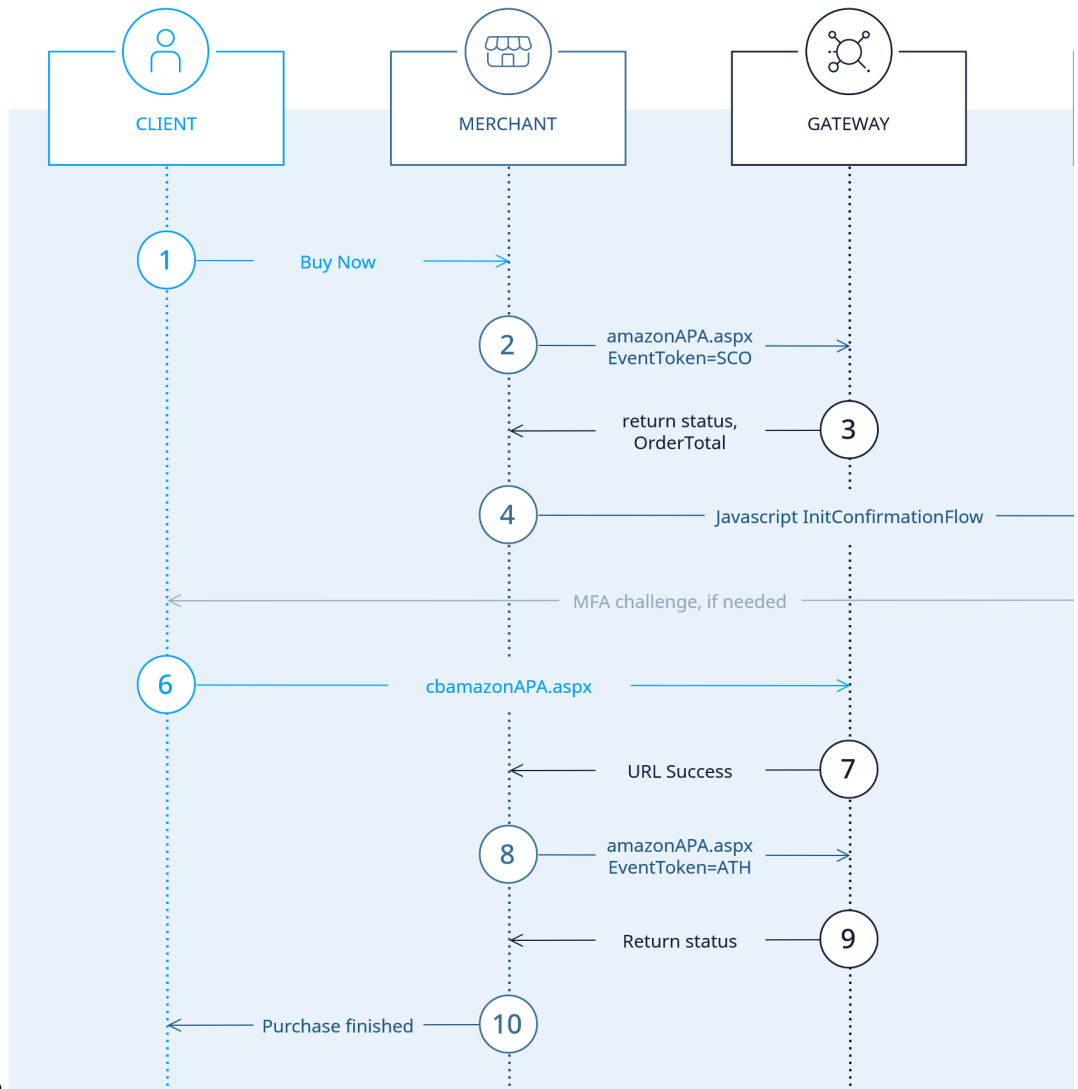 CLIENT
MERCHANT
GATEWAY
1
Buy Now
2
amazonAPA.aspx
EventToken=SCO
3
return status,
OrderTotal
4
Javascript InitConfirmationFlow
MFA challenge, if needed
6
cbamazonAPA.aspx
7
URL Success
8
amazonAPA.aspx
EventToken=ATH
9
Return status
10
Purchase finished